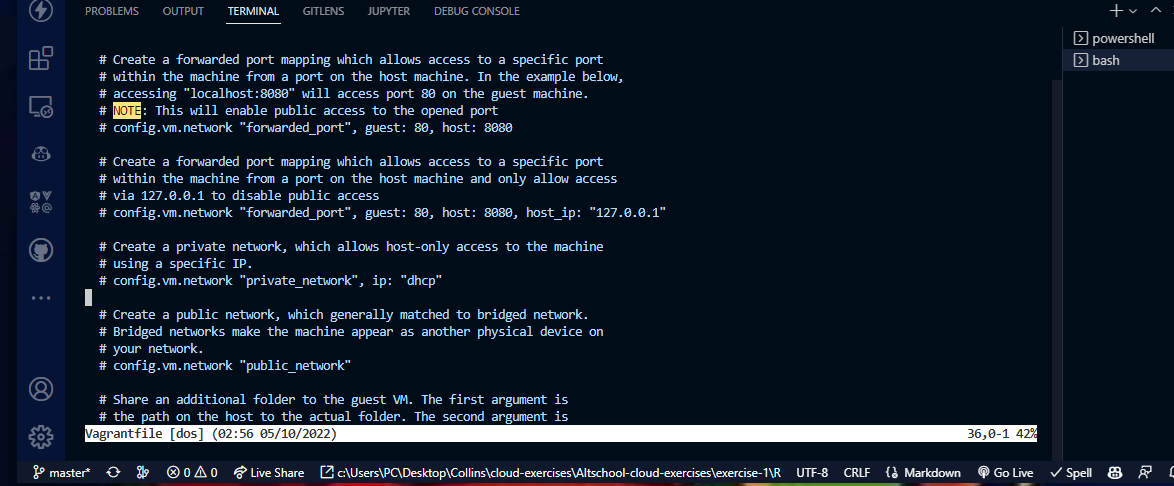 PROBLEMS OUTPUT TERMINAL GITLENS JUPYTER DEBUG CONSOLE
powershell
bash
# Create a forwarded port mapping which allows access to a specific port
# within the machine from a port on the host machine. In the example below,
# accessing "localhost:8080" will access port 80 on the guest machine.
# NOTE: This will enable public access to the opened port
# config.vm.network "forwarded_port", guest: 80, host: 8080
# Create a forwarded port mapping which allows access to a specific port
# within the machine from a port on the host machine and only allow access
# via 127.0.0.1 to disable public access
# config.vm.network "forwarded_port", guest: 80, host: 8080, host_ip: "127.0.0.1"
# Create a private network, which allows host-only access to the machine
# using a specific IP.
# config.vm.network "private_network", ip: "dhcp"
# Create a public network, which generally matched to bridged network.
# Bridged networks make the machine appear as another physical device on
# your network.
# config.vm.network "public_network"
# Share an additional folder to the guest VM. The first argument is
# the path on the host to the actual folder. The second argument is
Vagrantfile [dos] (02:56 05/10/2022) 36,0-1 42%
master* 0 0 Live Share c:\Users\PC\Desktop\Collins\cloud-exercises\Altschool-cloud-exercises\exercise-1\R UTF-8 CRLF Markdown Go Live Spell